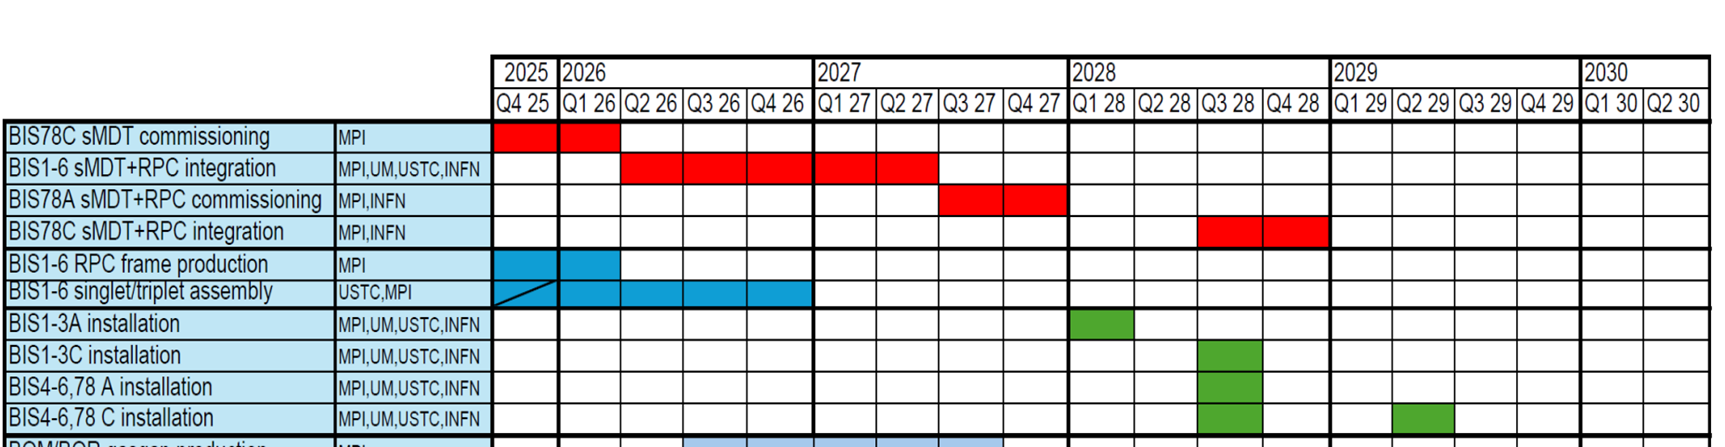 2025 2026 2027 2028 2029 2030
Q4 25 Q1 26 Q2 26 Q3 26 Q4 26 Q1 27 Q2 27 Q3 27 Q4 27 Q1 28 Q2 28 Q3 28 Q4 28 Q1 29 Q2 29 Q3 29 Q4 29 Q1 30 Q2 30
BIS78C sMDT commissioning MPI
BIS1-6 sMDT+RPC integration MPI,UM,USTC,INFN
BIS78A sMDT+RPC commissioning MPI,INFN
BIS78C sMDT+RPC integration MPI,INFN
BIS1-6 RPC frame production MPI
BIS1-6 singlet/triplet assembly USTC,MPI
BIS1-3A installation MPI,UM,USTC,INFN
BIS1-3C installation MPI,UM,USTC,INFN
BIS4-6,78 A installation MPI,UM,USTC,INFN
BIS4-6,78 C installation MPI,UM,USTC,INFN
production MPI